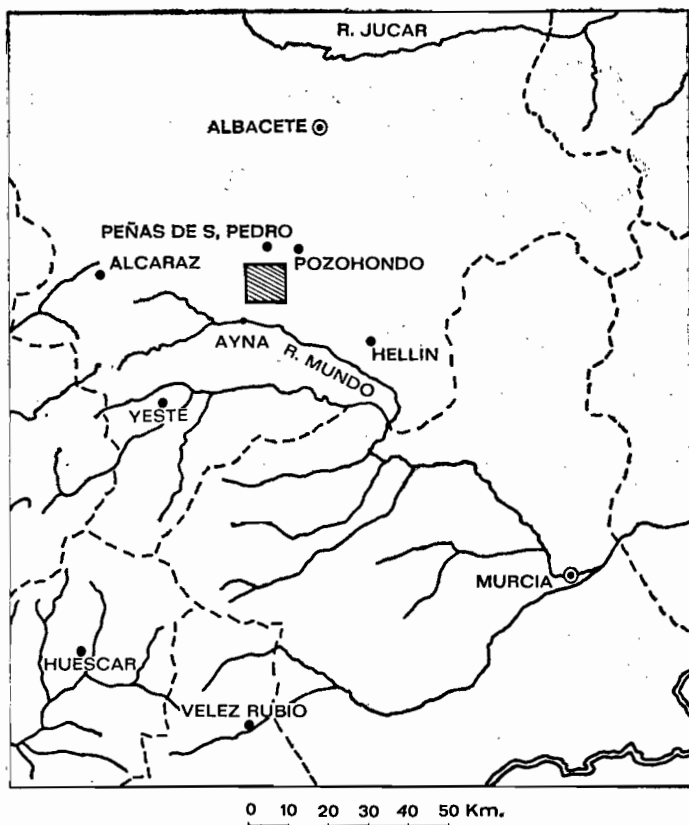 R. JUCAR
ALBACETE
PEÑAS DE S. PEDRO
ALCARAZ
POZOHONDO
AYNA
R. MUNDO
HELLÍN
YESTE
MURCIA
HUESCAR
VELEZ RUBIO
0 10 20 30 40 50 Km.